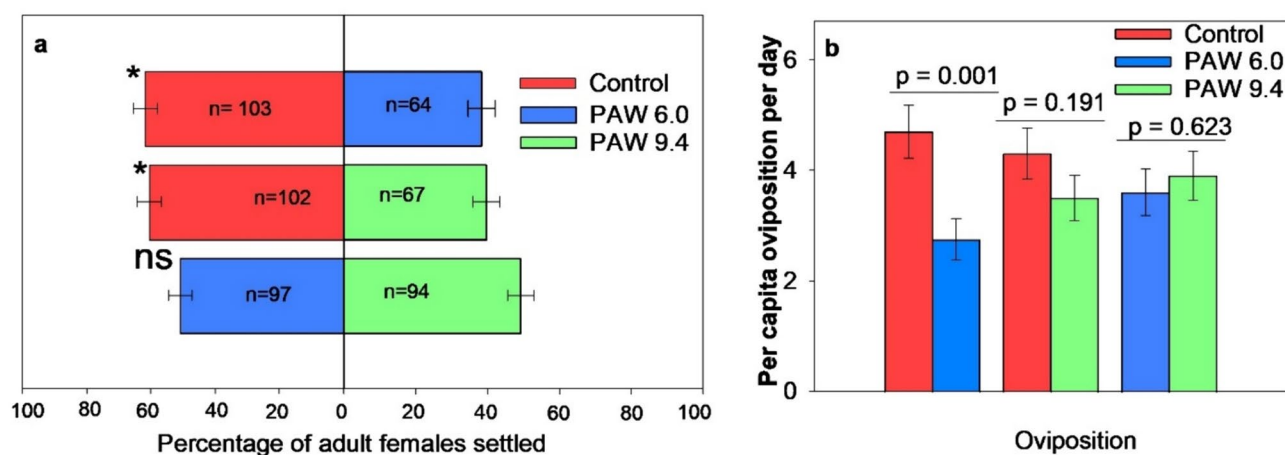 a
*
n= 103
n=64
Control
PAW 6.0
PAW 9.4
*
n=102
n=67
ns
n=97
n=94
100 80 60 40 20 0 20 40 60 80 100
Percentage of adult females settled
b
Control
PAW 6.0
PAW 9.4
p = 0.001
p = 0.191
p = 0.623
Per capita oviposition per day
6
4
2
0
Oviposition